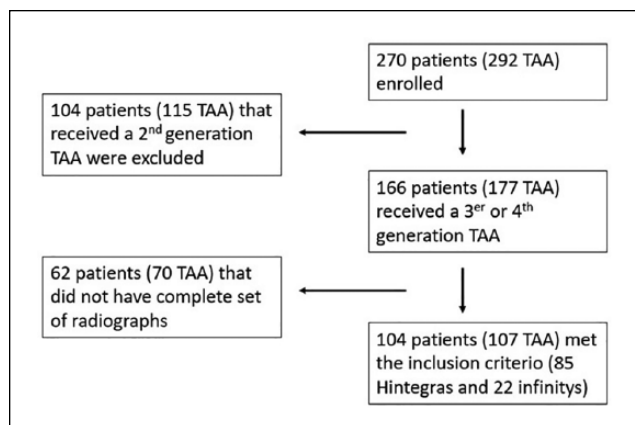 270 patients (292 TAA)
enrolled
104 patients (115 TAA) that
received a 2nd generation
TAA were excluded
166 patients (177 TAA)
received a 3er or 4th
generation TAA
62 patients (70 TAA) that
did not have complete set
of radiographs
104 patients (107 TAA) met
the inclusion criterio (85
Hintegras and 22 infinitys)